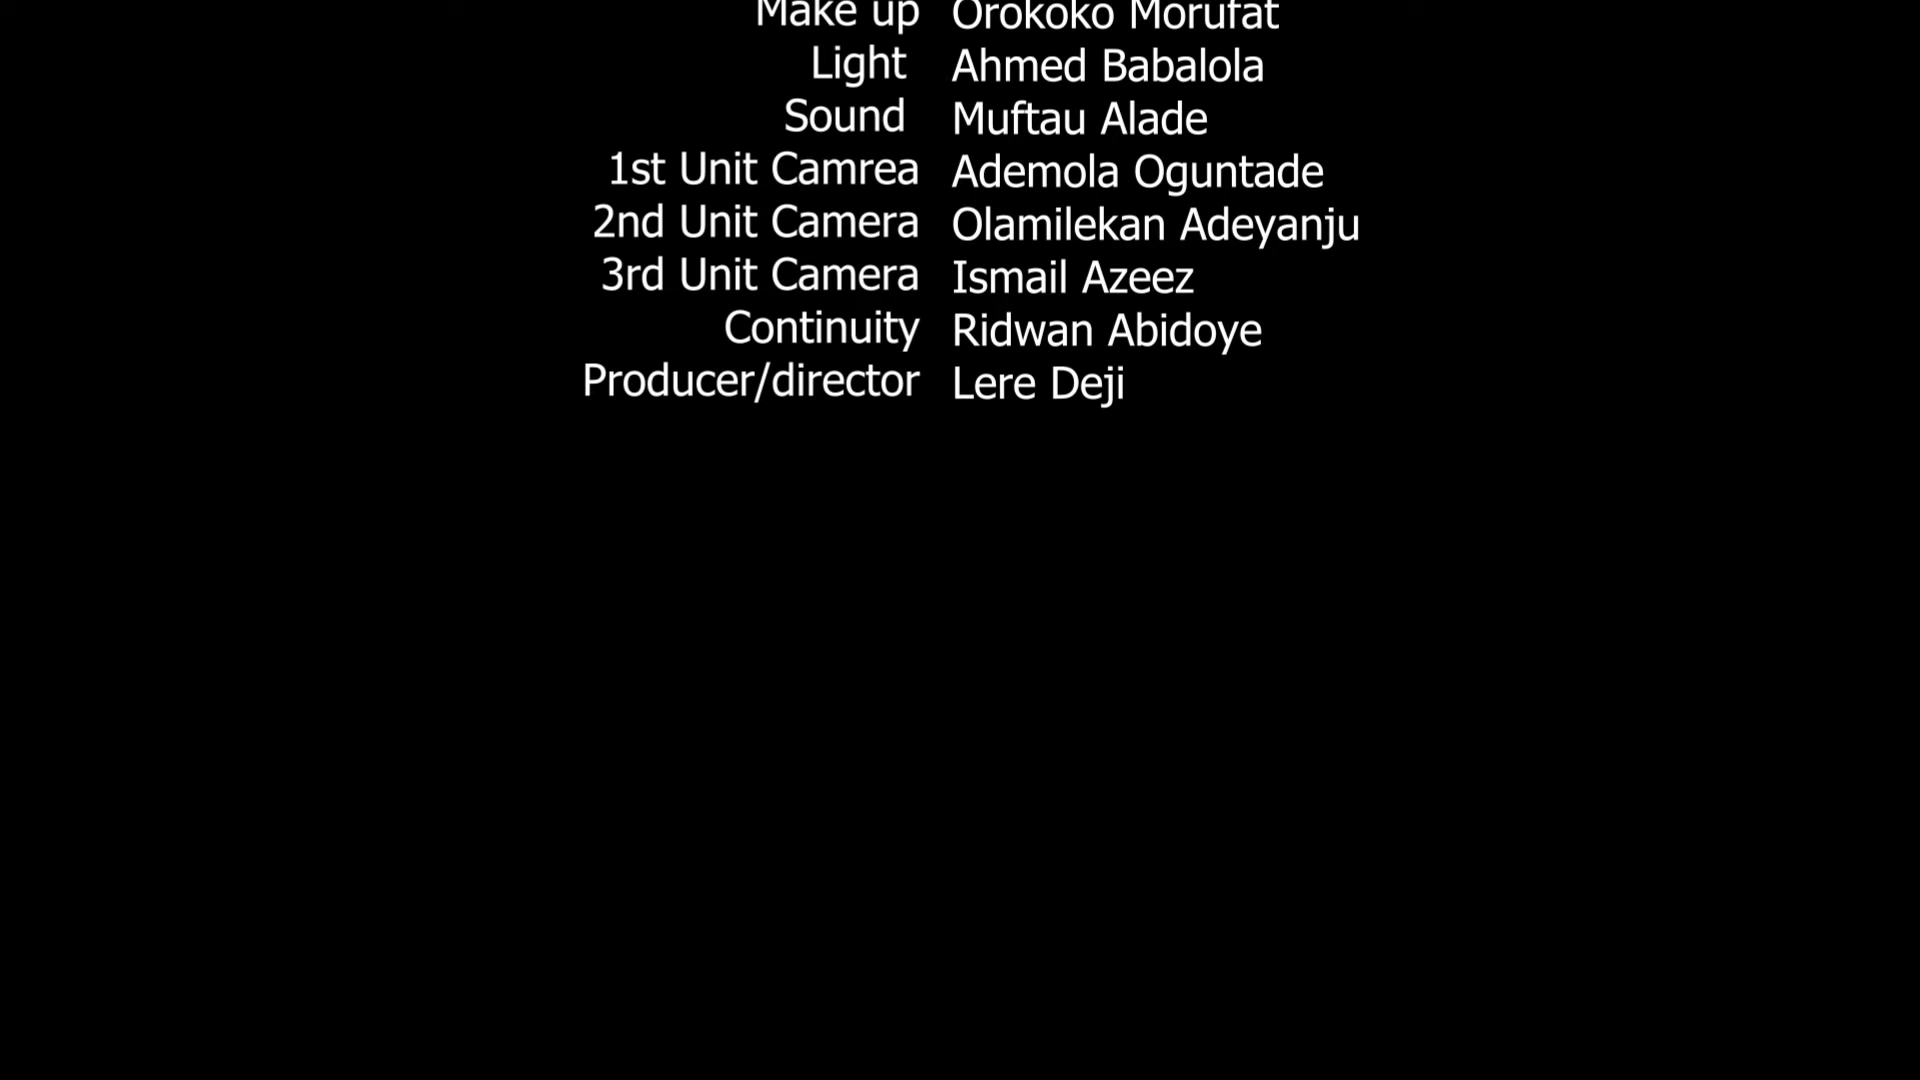 Make up Orokoko Morufat
Light Ahmed Babalola
Sound Muftau Alade
1st Unit Camrea Ademola Oguntade
2nd Unit Camera Olamilekan Adeyanju
3rd Unit Camera Ismail Azeez
Continuity Ridwan Abidoye
Producer/director Lere Deji